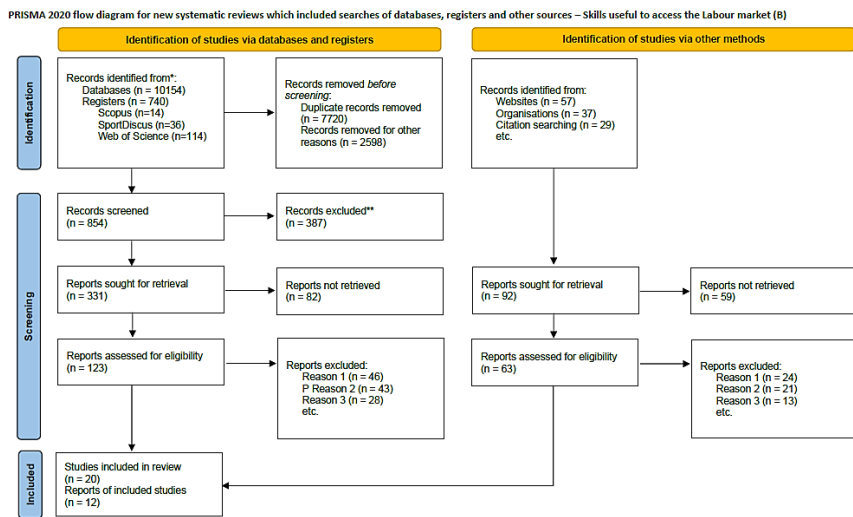 PRISMA 2020 flow diagram for new systematic reviews which included searches of databases, registers and other sources – Skills useful to access the Labour market (B)
Identification of studies via databases and registers
Identification of studies via other methods
Identification
Records identified from*:
Databases (n = 10154)
Registers (n = 740)
Scopus (n=14)
SportDiscus (n=36)
Web of Science (n=114)
Records removed before
screening:
Duplicate records removed
(n = 7720)
Records removed for other
reasons (n = 2598)
Records identified from:
Websites (n = 57)
Organisations (n = 37)
Citation searching (n = 29)
etc.
Screening
Records screened
(n = 854)
Records excluded**
(n = 387)
Reports sought for retrieval
(n = 331)
Reports not retrieved
(n = 82)
Reports sought for retrieval
(n = 92)
Reports not retrieved
(n = 59)
Reports assessed for eligibility
(n = 123)
Reports excluded:
Reason 1 (n = 46)
P Reason 2 (n = 43)
Reason 3 (n = 28)
etc.
Reports assessed for eligibility
(n = 63)
Reports excluded:
Reason 1 (n = 24)
Reason 2 (n = 21)
Reason 3 (n = 13)
etc.
Included
Studies included in review
(n = 20)
Reports of included studies
(n = 12)